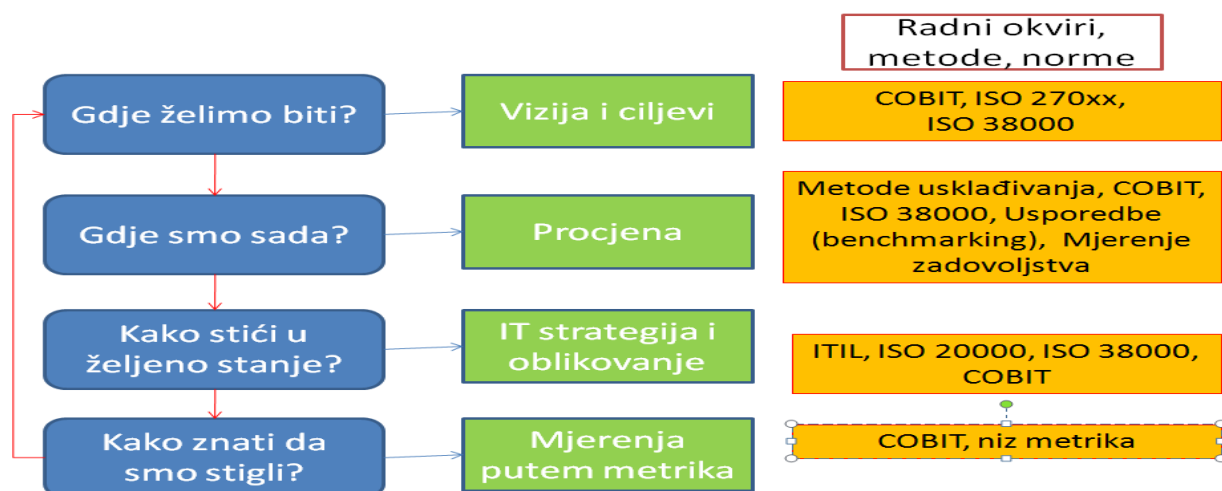 Radni okviri,
metode, norme
Gdje želimo biti?
Vizija i ciljevi
COBIT, ISO 270xx,
ISO 38000
Gdje smo sada?
Procjena
Metode usklađivanja, COBIT,
ISO 38000, Usporedbe
(benchmarking), Mjerenje
zadovoljstva
Kako stići u
željeno stanje?
IT strategija i
oblikovanje
ITIL, ISO 20000, ISO 38000,
COBIT
Kako znati da
smo stigli?
Mjerenja
putem metrika
COBIT, niz metrika